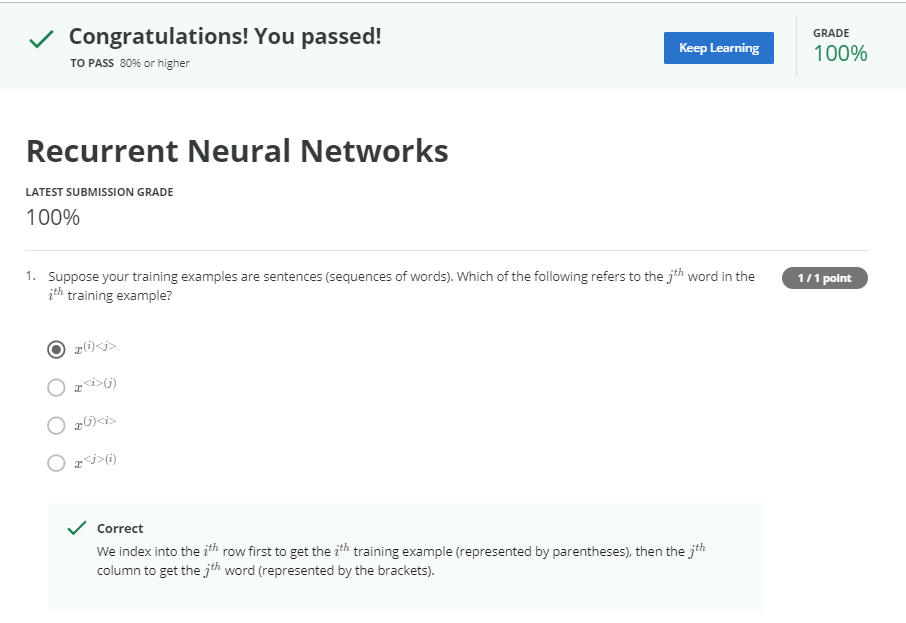 Congratulations! You passed!
TO PASS 80% or higher
Keep Learning
GRADE
100%
Recurrent Neural Networks
LATEST SUBMISSION GRADE
100%
1. Suppose your training examples are sentences (sequences of words). Which of the following refers to the j^{th} word in the
i^{th} training example?
1 / 1 point
x^{(i)<j>}
x^{<i>(j)}
x^{(j)<i>}
x^{<j>(i)}
Correct
We index into the i^{th} row first to get the i^{th} training example (represented by parentheses), then the j^{th}
column to get the j^{th} word (represented by the brackets).